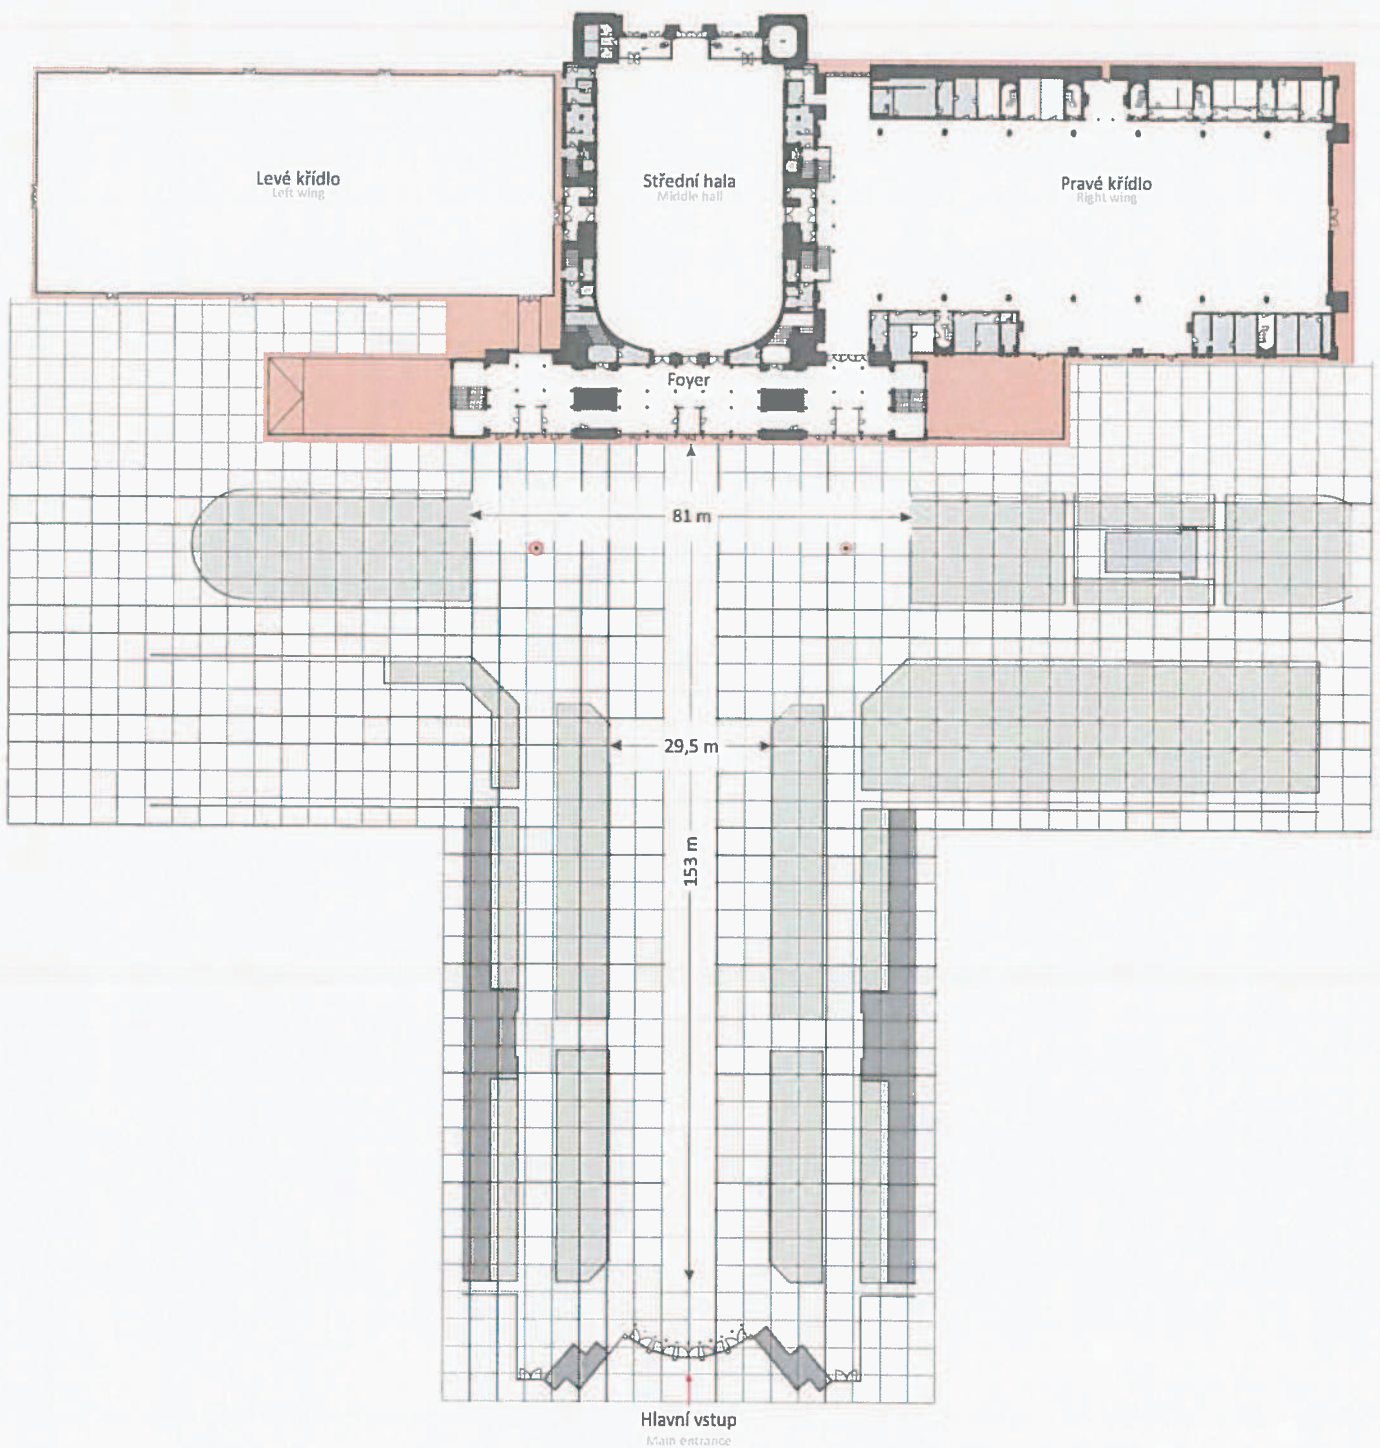 Levé křídlo
Left wing
Střední hala
Middle hall
Pravé křídlo
Right wing
Foyer
81 m
29,5 m
153 m
Hlavní vstup
Main entrance